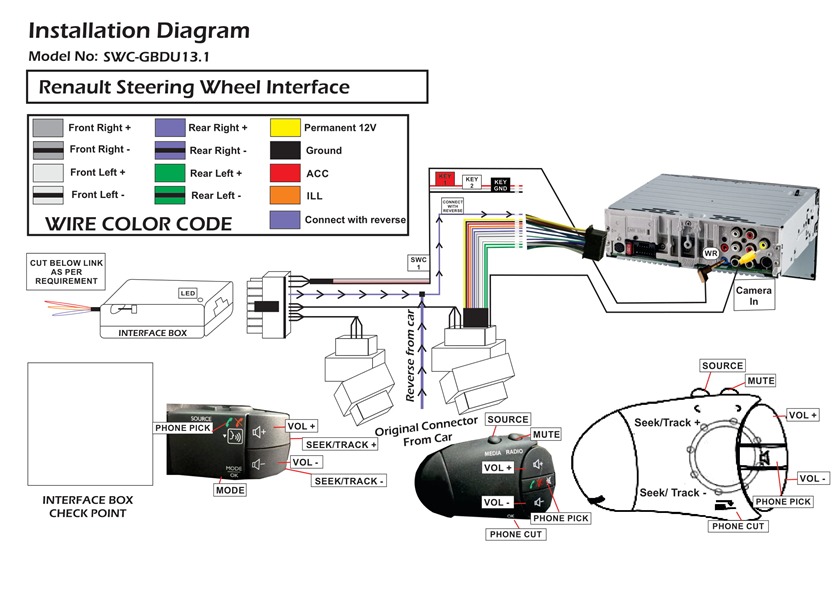 Installation Diagram
Model No: SWC-GBDU13.1
Renault Steering Wheel Interface
Front Right +
Rear Right +
Permanent 12V
Front Right -
Rear Right -
Ground
Front Left +
Rear Left +
ACC
Front Left -
Rear Left -
ILL
WIRE COLOR CODE
Connect with reverse
KEY
1
KEY
2
KEY
GND
CONNECT
WITH
REVERSE
SWC
1
WR
Camera
In
CUT BELOW LINK
AS PER
REQUIREMENT
LED
INTERFACE BOX
Reverse from car
Original Connector
From Car
INTERFACE BOX
CHECK POINT
SOURCE
PHONE PICK
VOL +
SEEK/TRACK +
VOL -
SEEK/TRACK -
MODE
OK
MODE
SOURCE
MUTE
MEDIA RADIO
VOL +
VOL -
PHONE PICK
OK
PHONE CUT
SOURCE
MUTE
VOL +
Seek/Track +
VOL -
Seek/ Track -
PHONE PICK
PHONE CUT